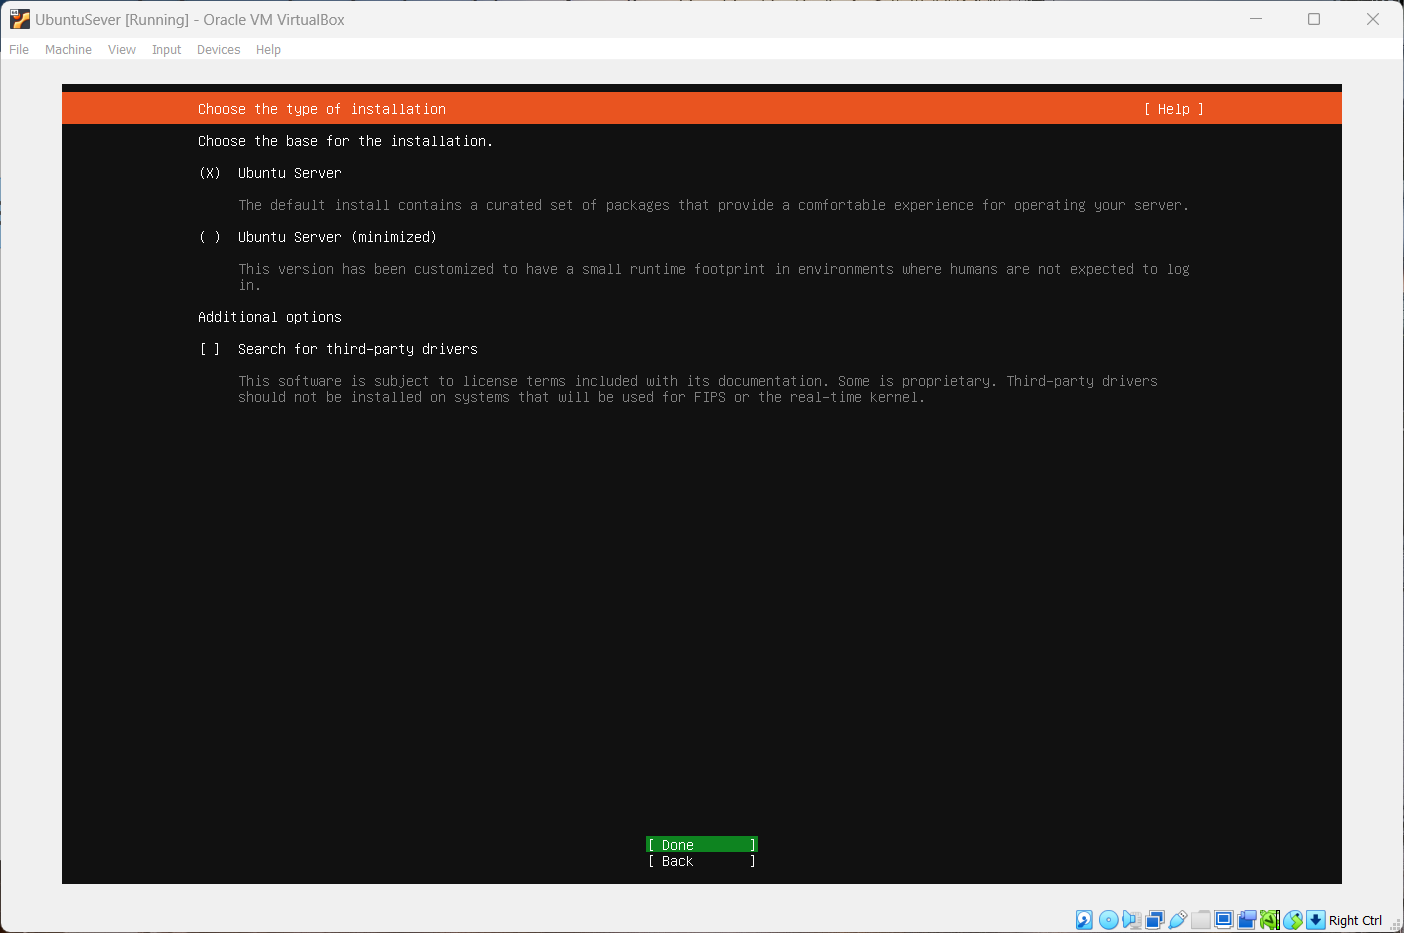 UbuntuSever [Running] - Oracle VM VirtualBox
File Machine View Input Devices Help
Choose the type of installation [ Help ]
Choose the base for the installation.
(X) Ubuntu Server
The default install contains a curated set of packages that provide a comfortable experience for operating your server.
( ) Ubuntu Server (minimized)
This version has been customized to have a small runtime footprint in environments where humans are not expected to log
in.
Additional options
[ ] Search for third-party drivers
This software is subject to license terms included with its documentation. Some is proprietary. Third-party drivers
should not be installed on systems that will be used for FIPS or the real-time kernel.
[ Done ]
[ Back ]
Right Ctrl